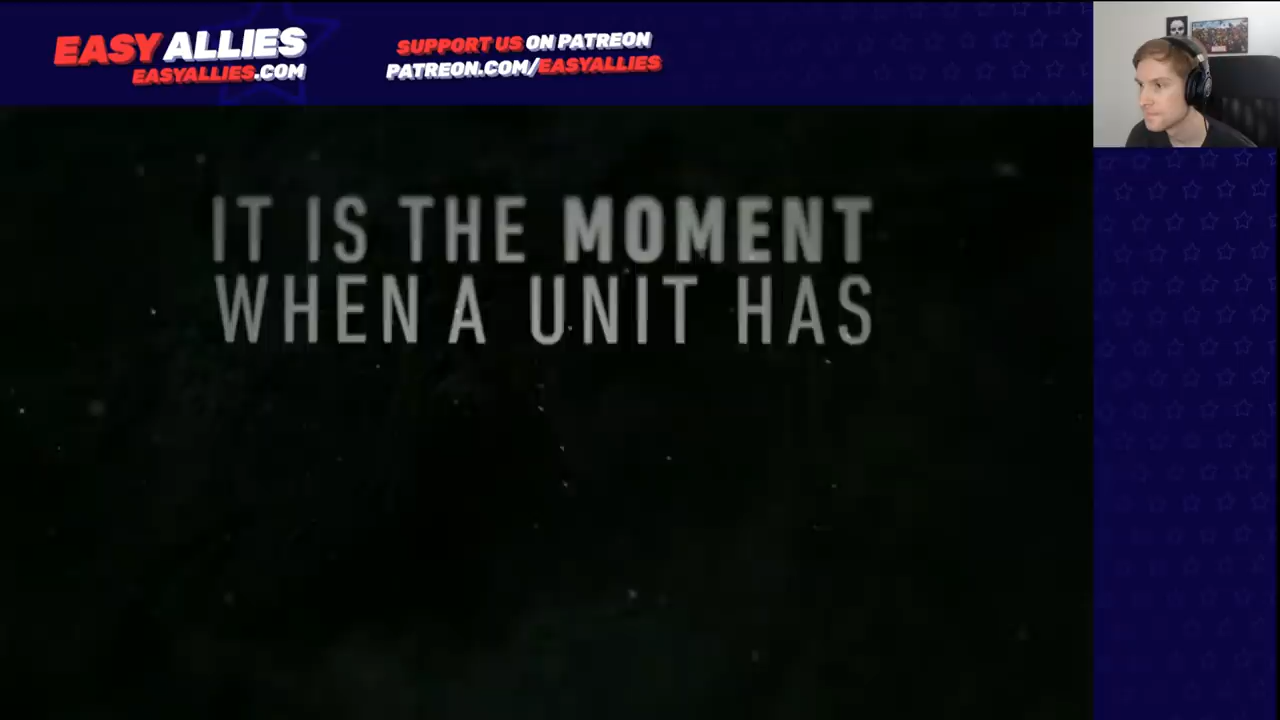 EASY ALLIES
EASYALLIES.COM
SUPPORT US ON PATREON
PATREON.COM/EASYALLIES
IT IS THE MOMENT
WHEN A UNIT HAS